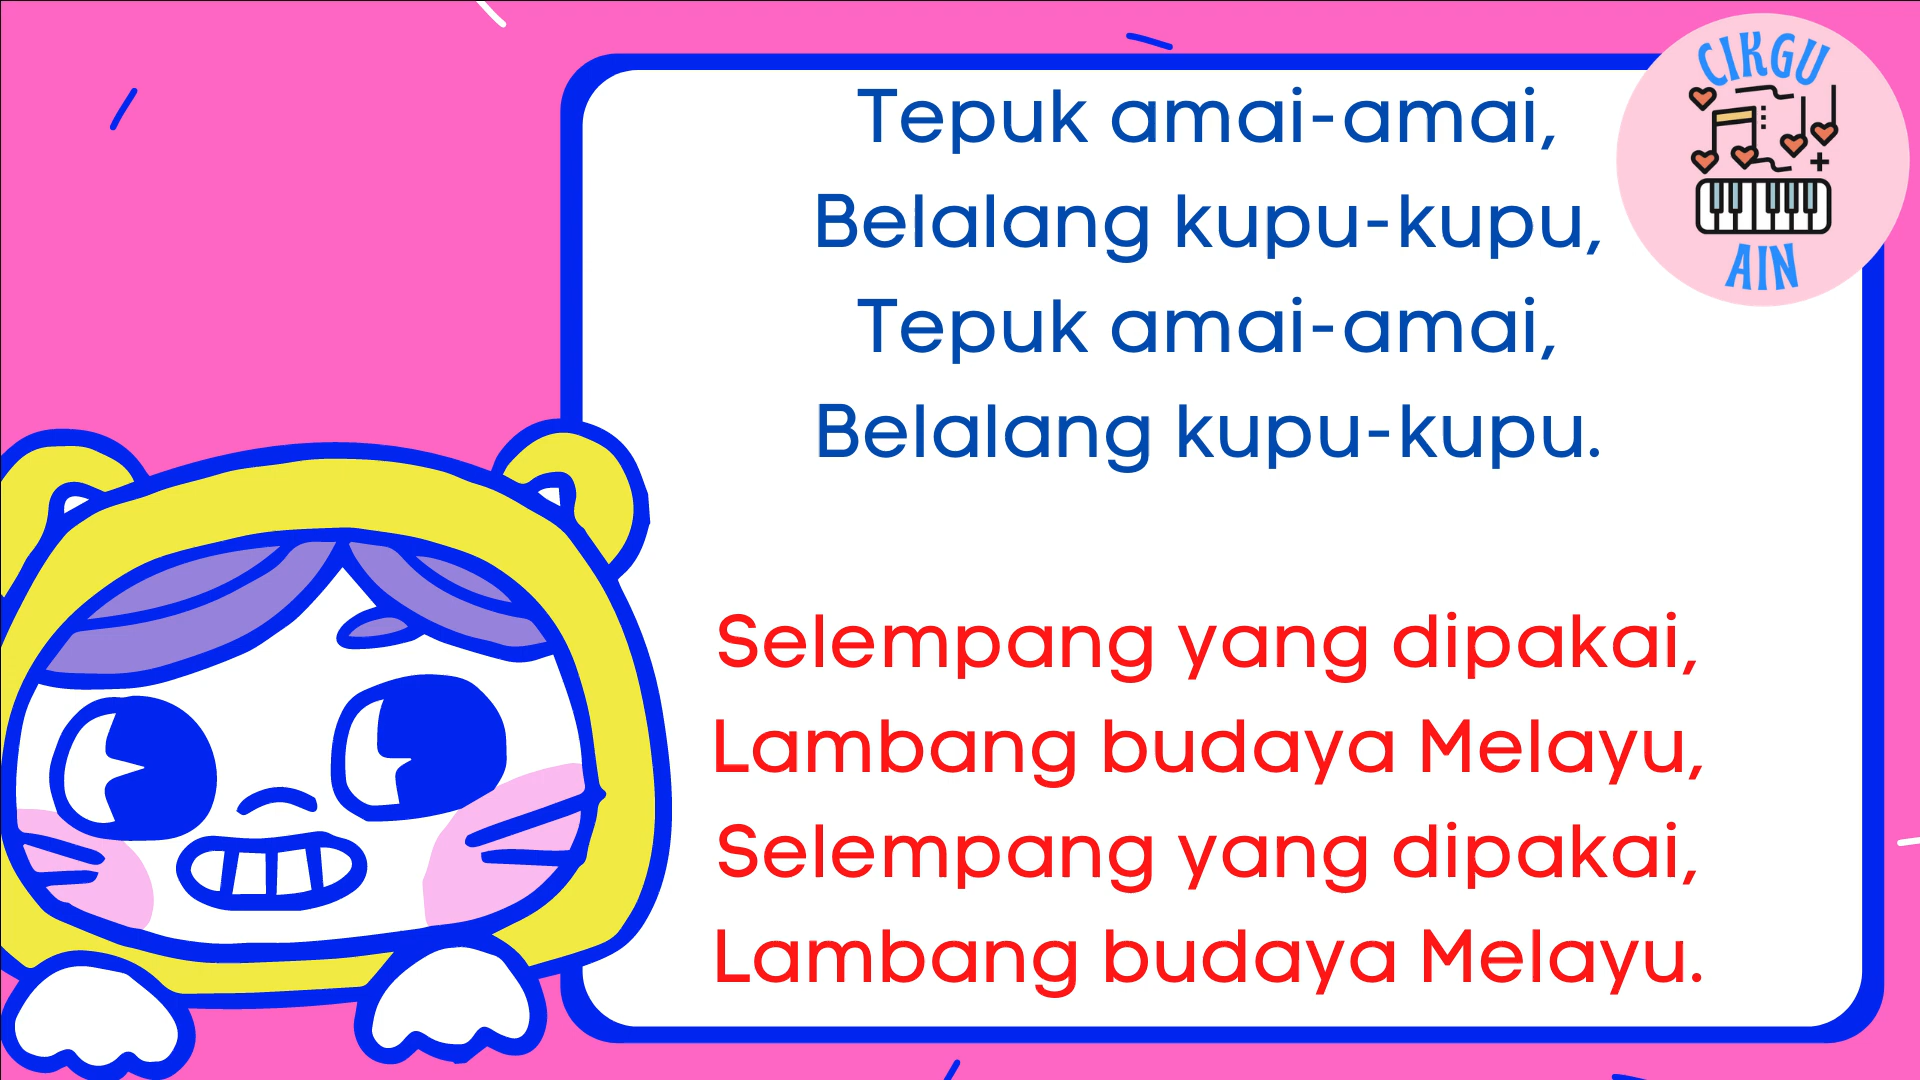 Tepuk amai-amai,
Belalang kupu-kupu,
Tepuk amai-amai,
Belalang kupu-kupu.
Selempang yang dipakai,
Lambang budaya Melayu,
Selempang yang dipakai,
Lambang budaya Melayu.
CIKGU
AIN